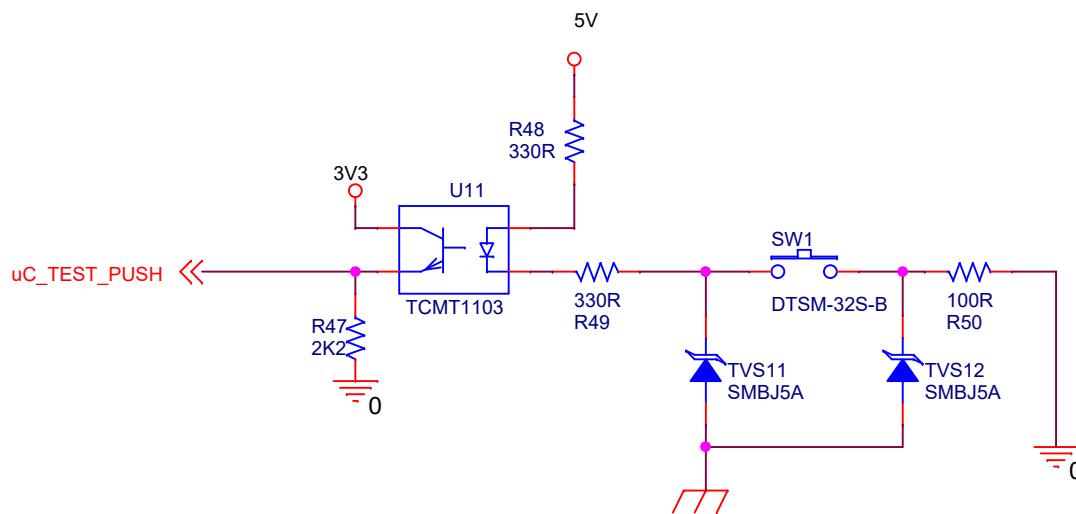 5V
R48
330R
3V3
U11
uC_TEST_PUSH
TCMT1103
R47
2K2
0
330R
R49
SW1
DTSM-32S-B
100R
R50
TVS11
SMBJ5A
TVS12
SMBJ5A
0